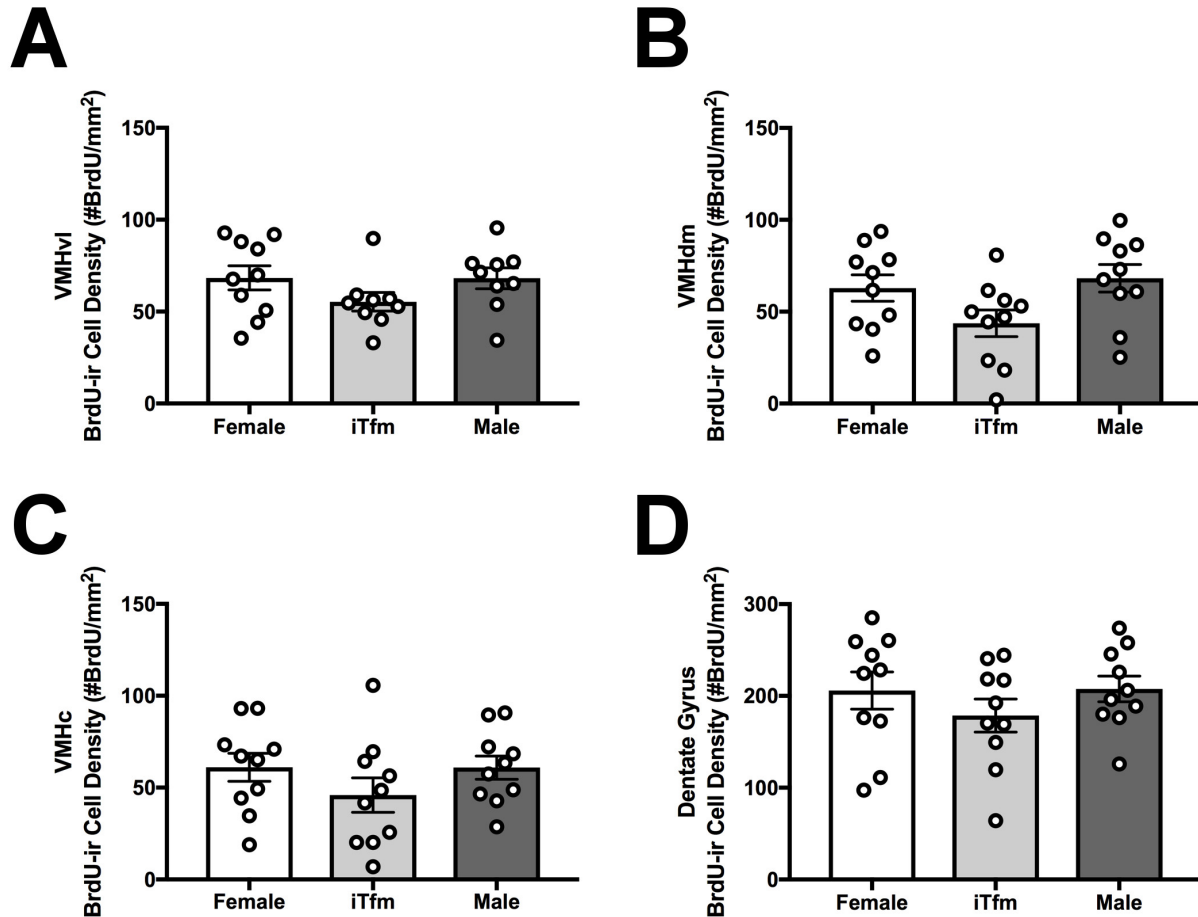 A
VMHvl
BrdU-ir Cell Density (#BrdU/mm²)
150
100
50
0
Female iTfm Male
B
VMHdm
BrdU-ir Cell Density (#BrdU/mm²)
150
100
50
0
Female iTfm Male
C
VMHc
BrdU-ir Cell Density (#BrdU/mm²)
150
100
50
0
Female iTfm Male
D
Dentate Gyrus
BrdU-ir Cell Density (#BrdU/mm²)
300
200
100
0
Female iTfm Male